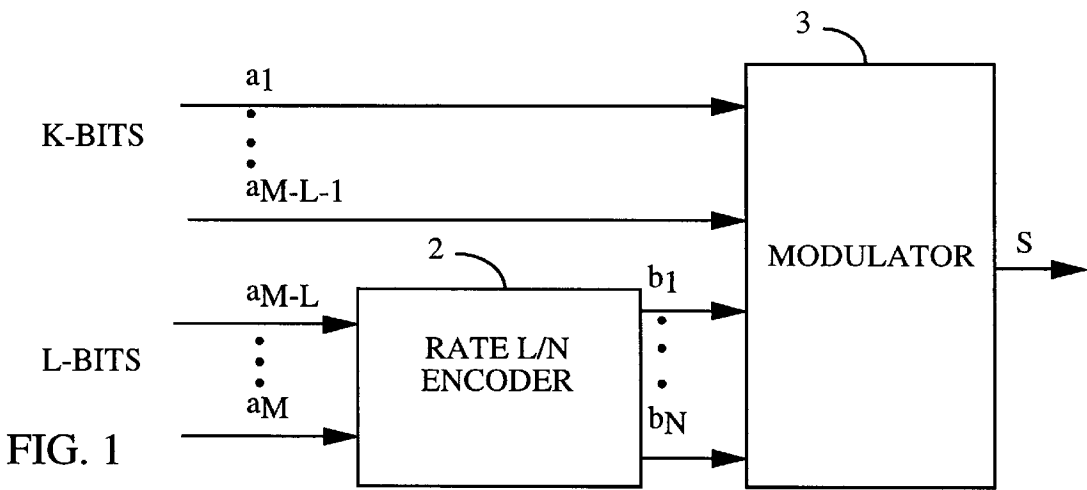 3
a1
K-BITS
aM-L-1
2
MODULATOR
S
aM-L
b1
RATE L/N
ENCODER
L-BITS
aM
bN
FIG. 1